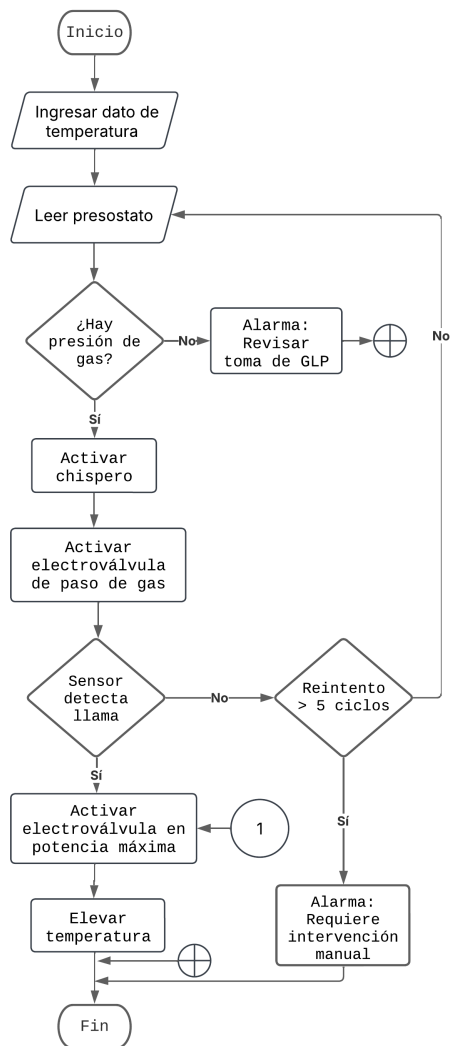 Inicio
Ingresar dato de
temperatura
Leer presostato
¿Hay
presión de
gas?
No
Alarma:
Revisar
toma de GLP
No
Sí
Activar
chispero
Activar
electroválvula
de paso de gas
Sensor
detecta
llama
No
Reintento
> 5 ciclos
Sí
Activar
electroválvula en
potencia máxima
1
Sí
Elevar
temperatura
Alarma:
Requiere
intervención
manual
Fin